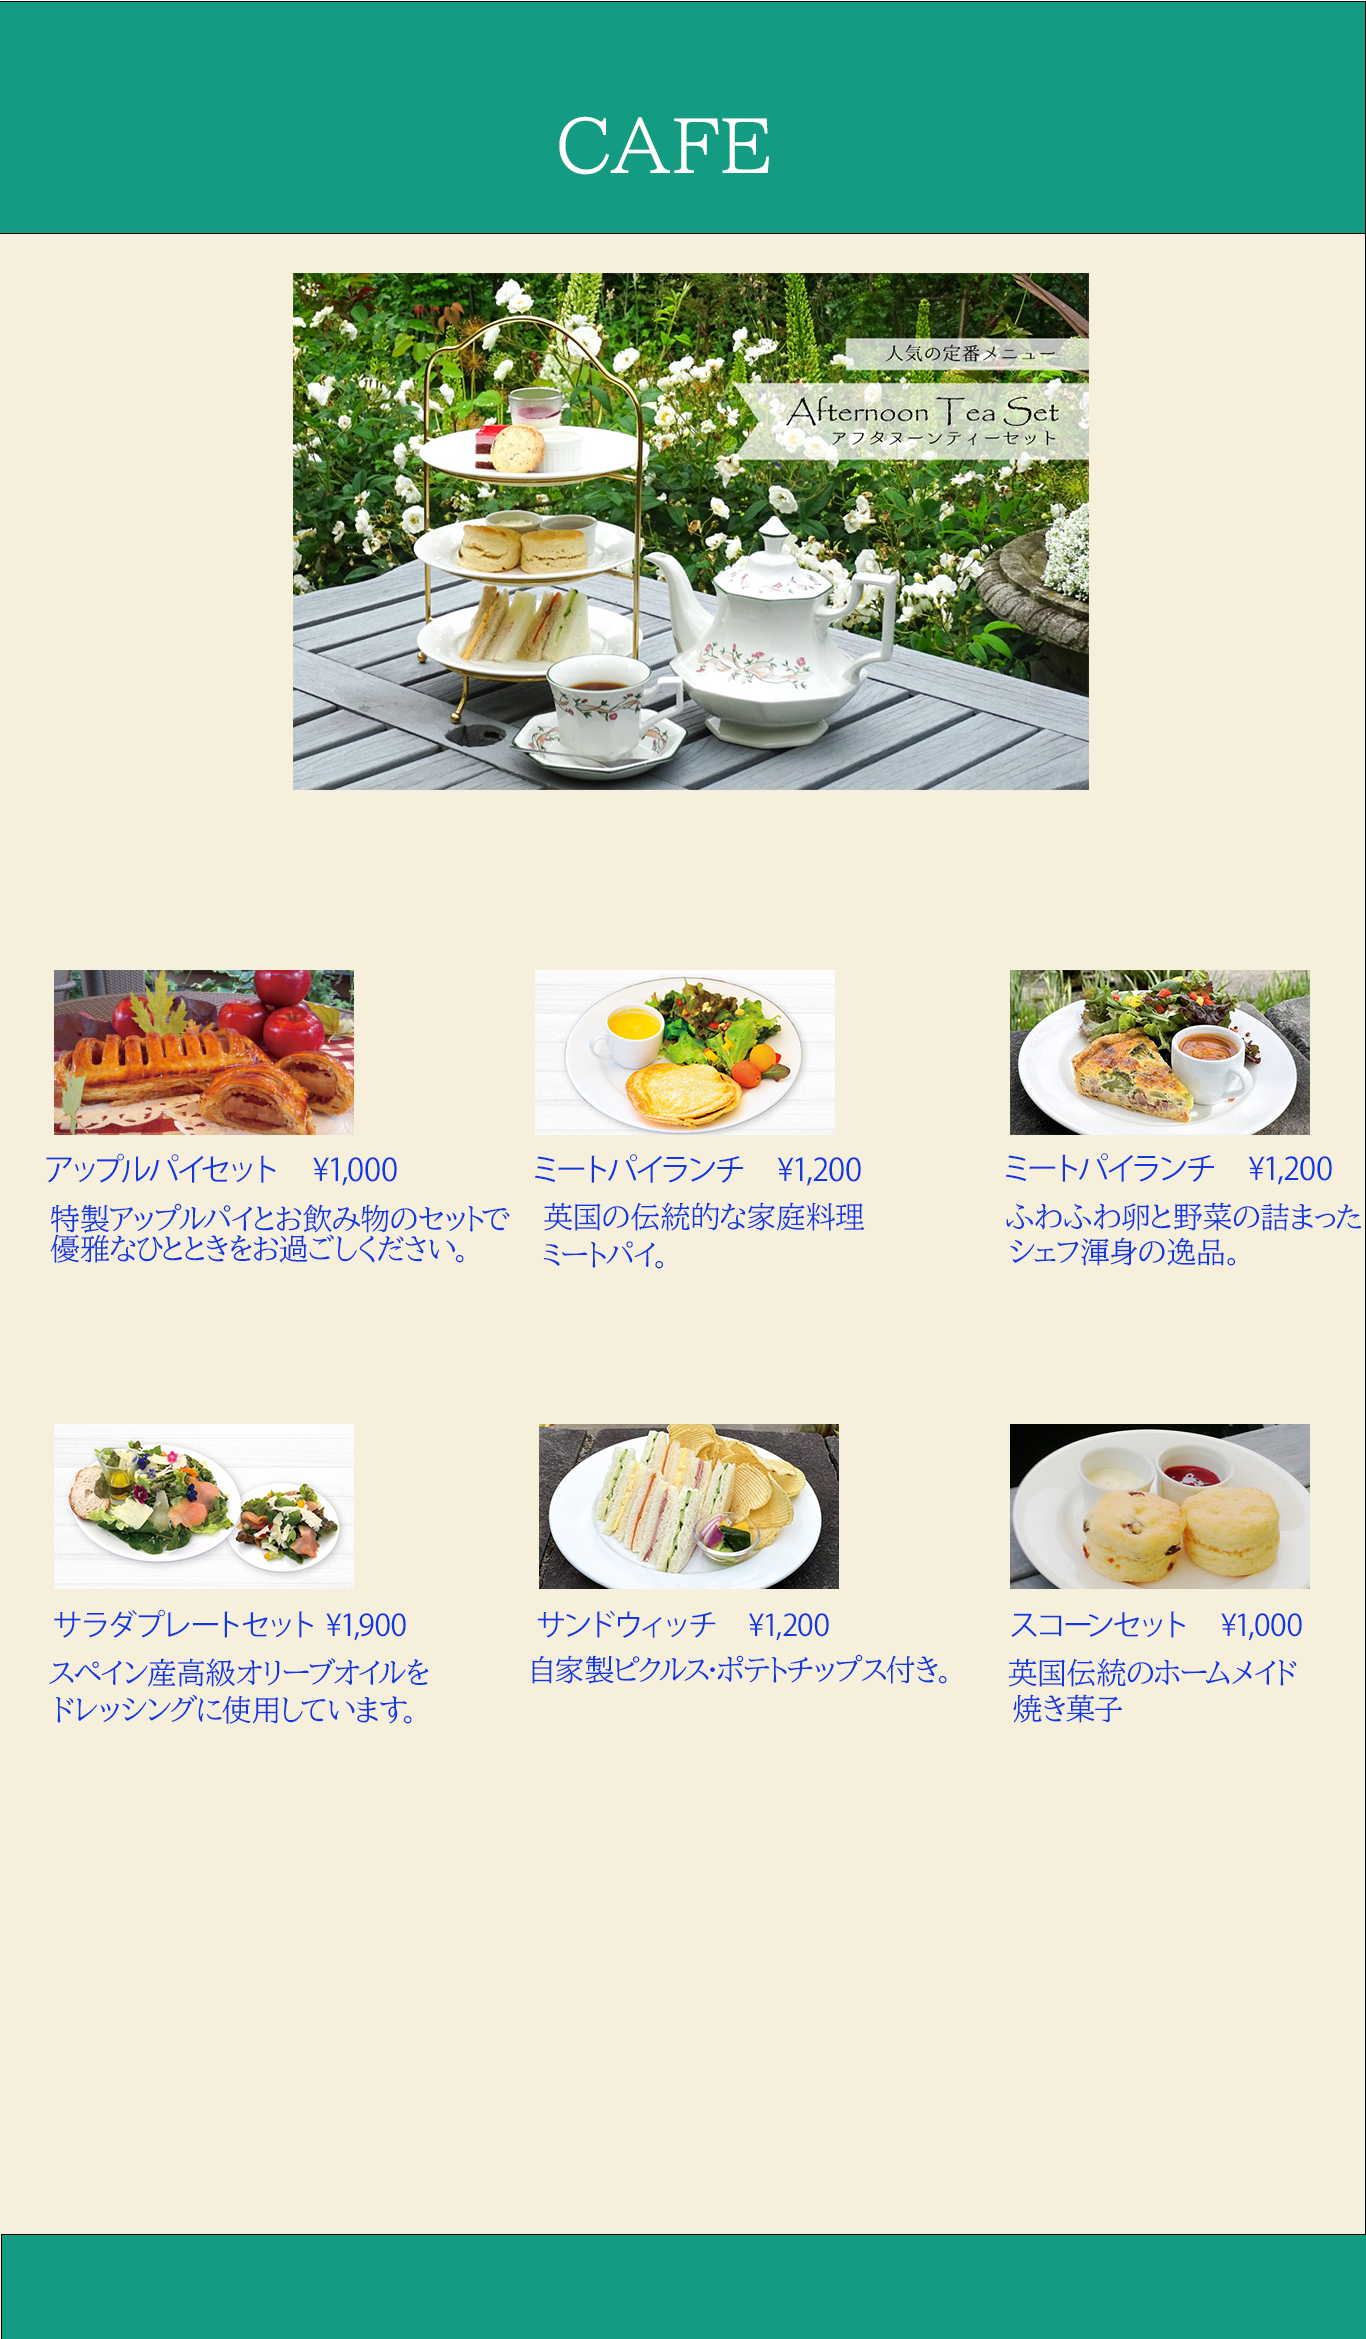 CAFE
人気の定番メニュー
Afternoon Tea Set
アフタヌーンティーセット
アップルパイセット ¥1,000
特製アップルパイとお飲み物のセットで
優雅なひとときをお過ごしください。
ミートパイランチ ¥1,200
英国の伝統的な家庭料理
ミートパイ。
ミートパイランチ ¥1,200
ふわふわ卵と野菜の詰まった
シェフ渾身の逸品。
サラダプレートセット ¥1,900
スペイン産高級オリーブオイルを
ドレッシングに使用しています。
サンドウィッチ ¥1,200
自家製ピクルス・ポテトチップス付き。
スコーンセット ¥1,000
英国伝統のホームメイド
焼き菓子